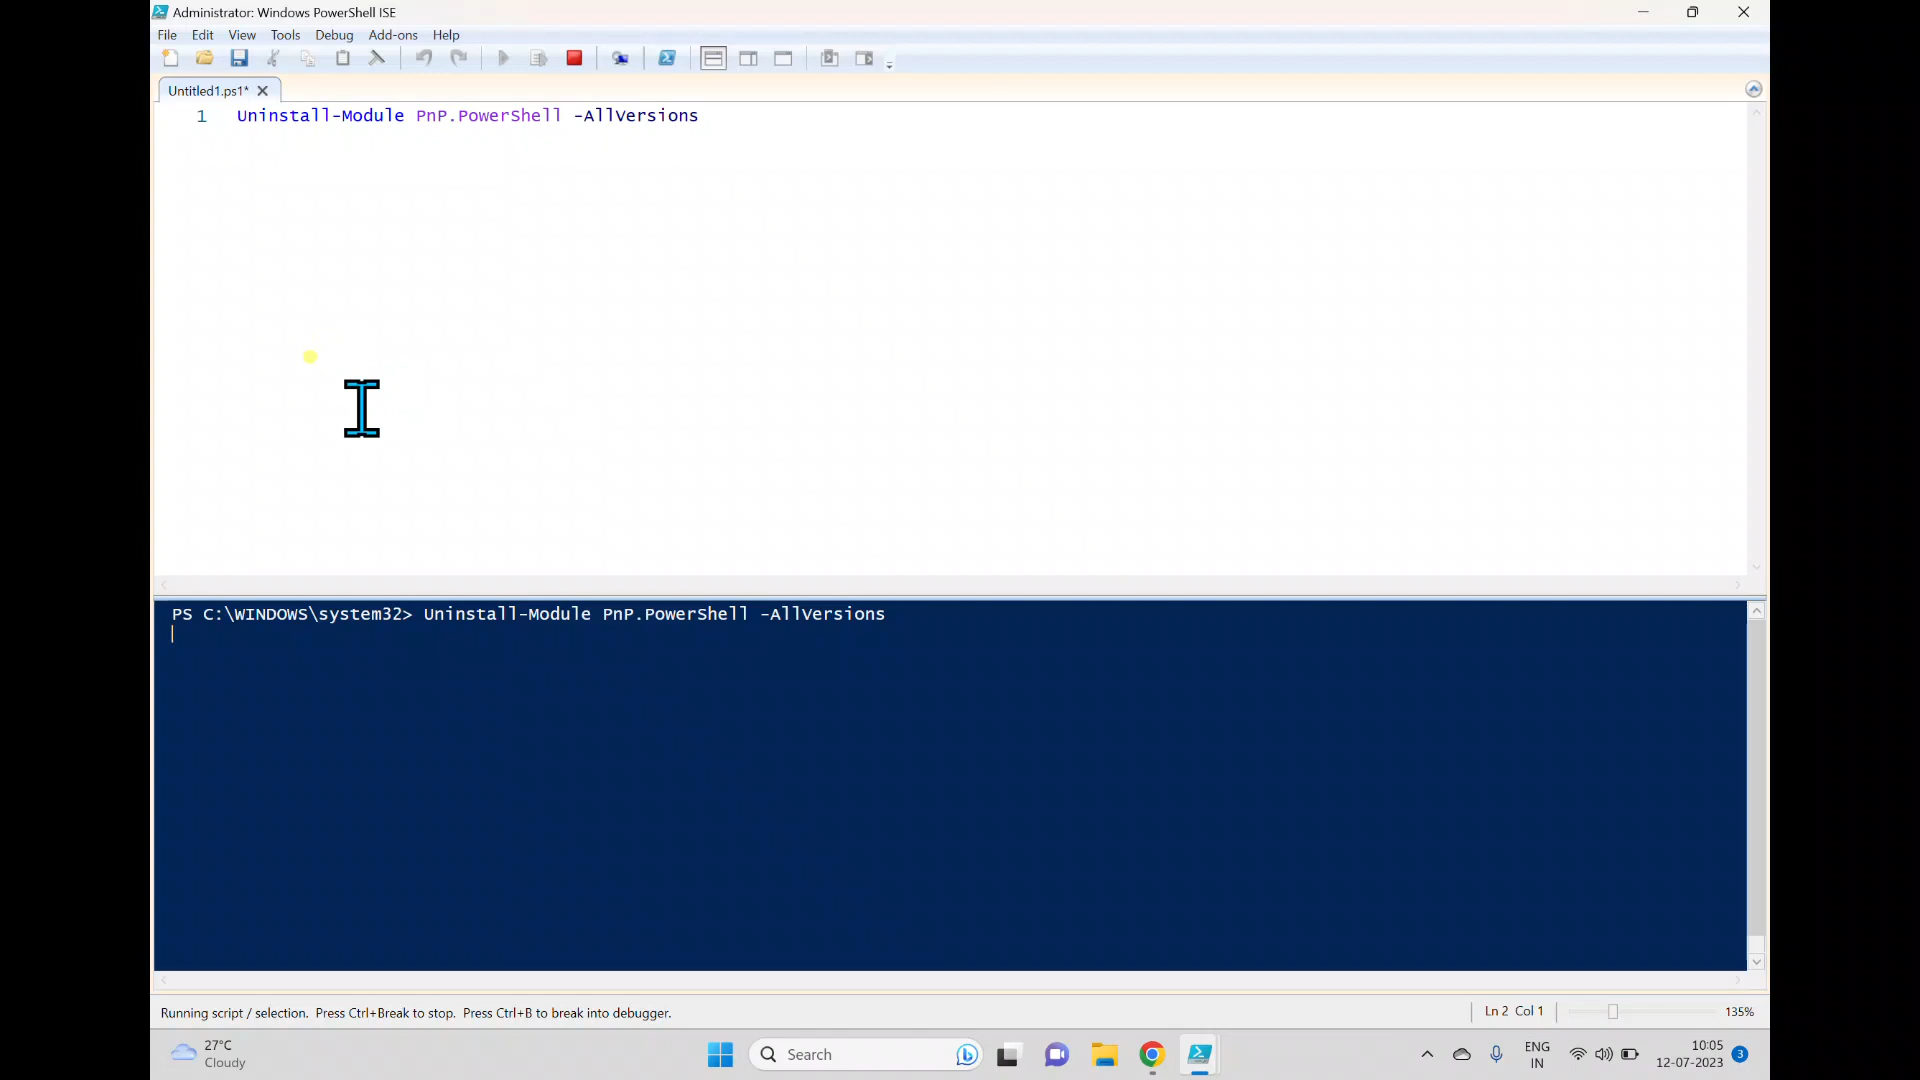 Administrator: Windows PowerShell ISE
File Edit View Tools Debug Add-ons Help
Untitled1.ps1*
1 Uninstall-Module PnP.PowerShell -AllVersions
PS C:\WINDOWS\system32> Uninstall-Module PnP.PowerShell -AllVersions
Running script / selection. Press Ctrl+Break to stop. Press Ctrl+B to break into debugger.
Ln 2 Col 1
135%
27°C
Cloudy
Search
ENG
IN
10:05
12-07-2023
3